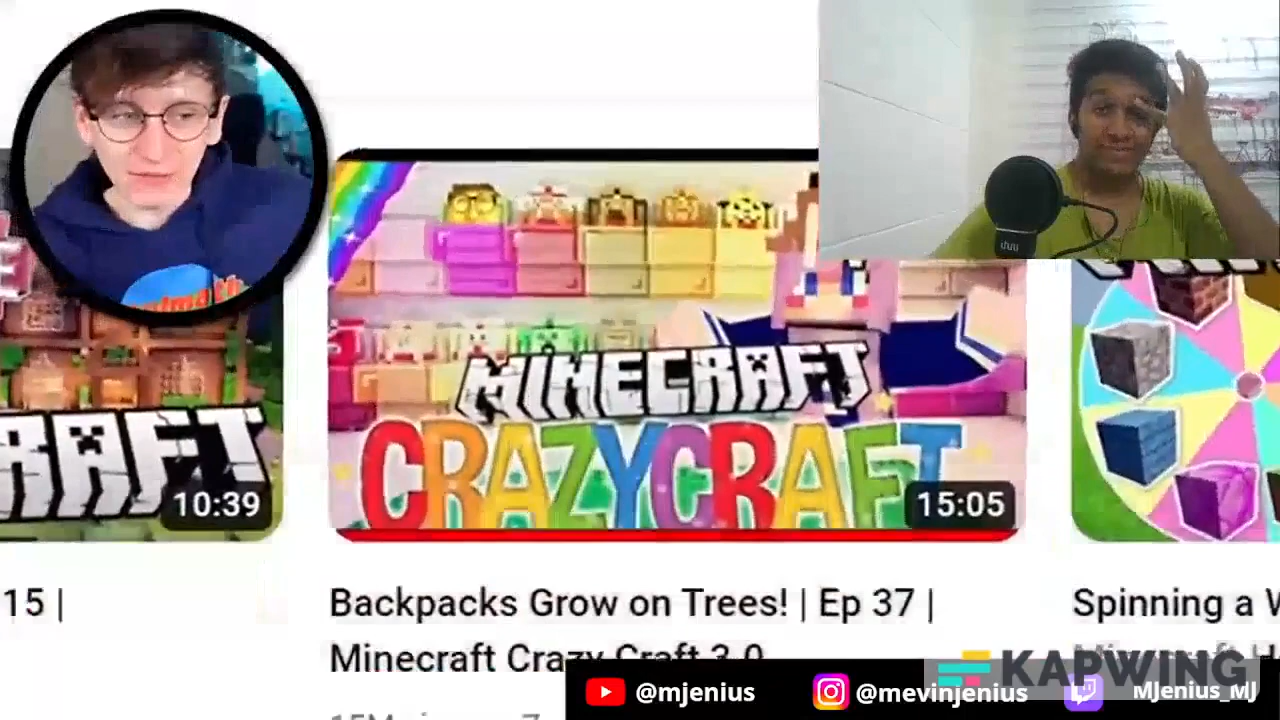 MINECRAFT
CRAZYCRAFT
RAFT
10:39
15:05
15 |
Backpacks Grow on Trees! | Ep 37 |
Minecraft Crazy Craft 3.0
Spinning a
KAPWING
@mjenius
@mevinjenius
MJenius_MJ